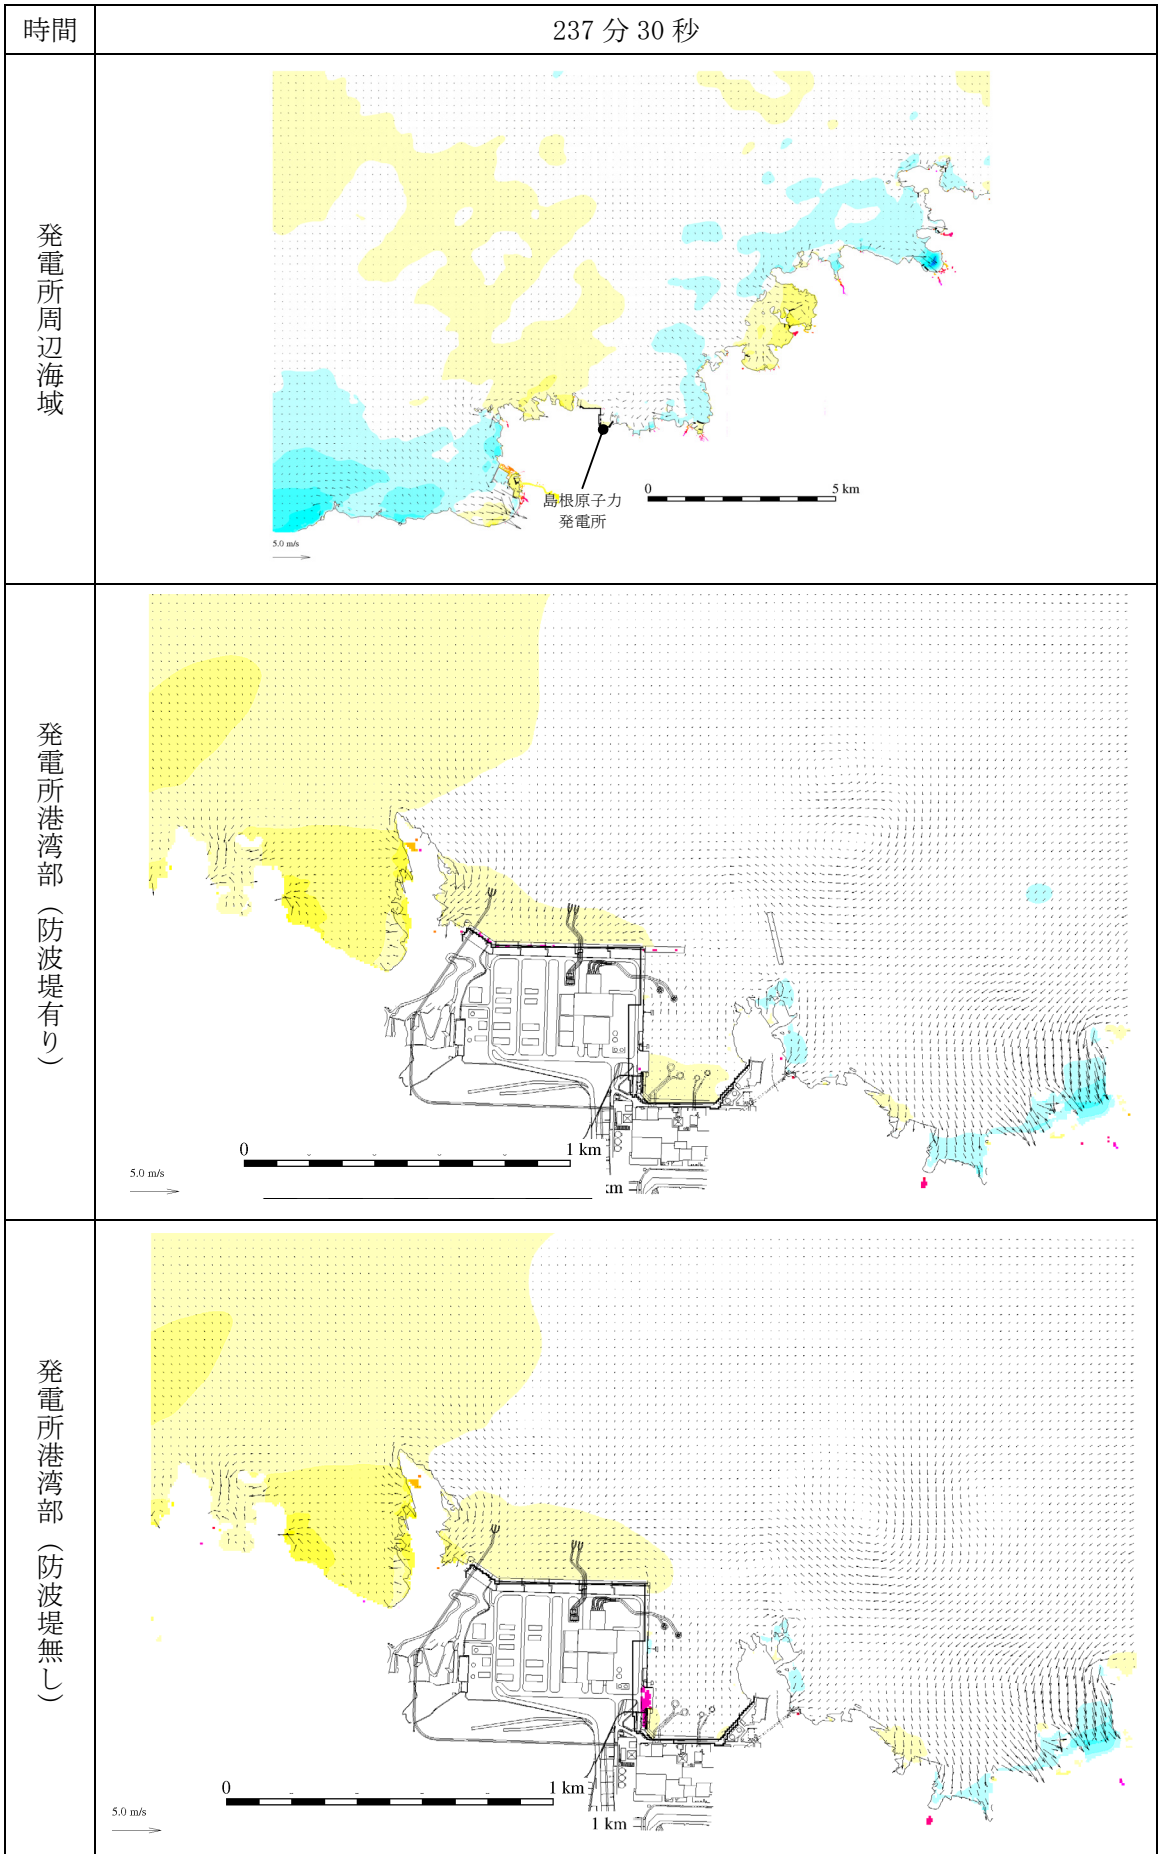 時間
237 分 30 秒
発電所周辺海域
島根原子力
発電所
0
5 km
5.0 m/s
発電所港湾部（防波堤有り）
0
1 km
5.0 m/s
km
発電所港湾部（防波堤無し）
0
1 km
5.0 m/s
1 km